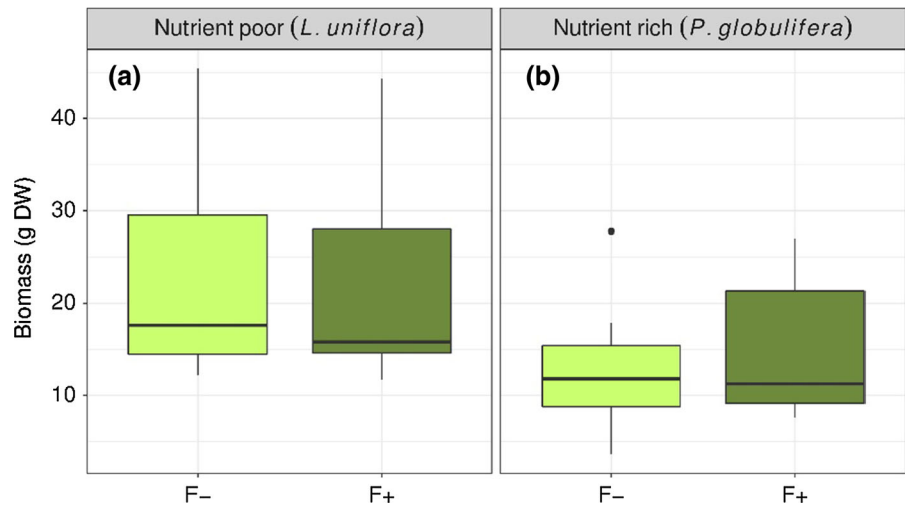 Nutrient poor (L. uniflora)
Nutrient rich (P. globulifera)
(a)
(b)
Biomass (g DW)
40
30
20
10
F−
F+
F−
F+